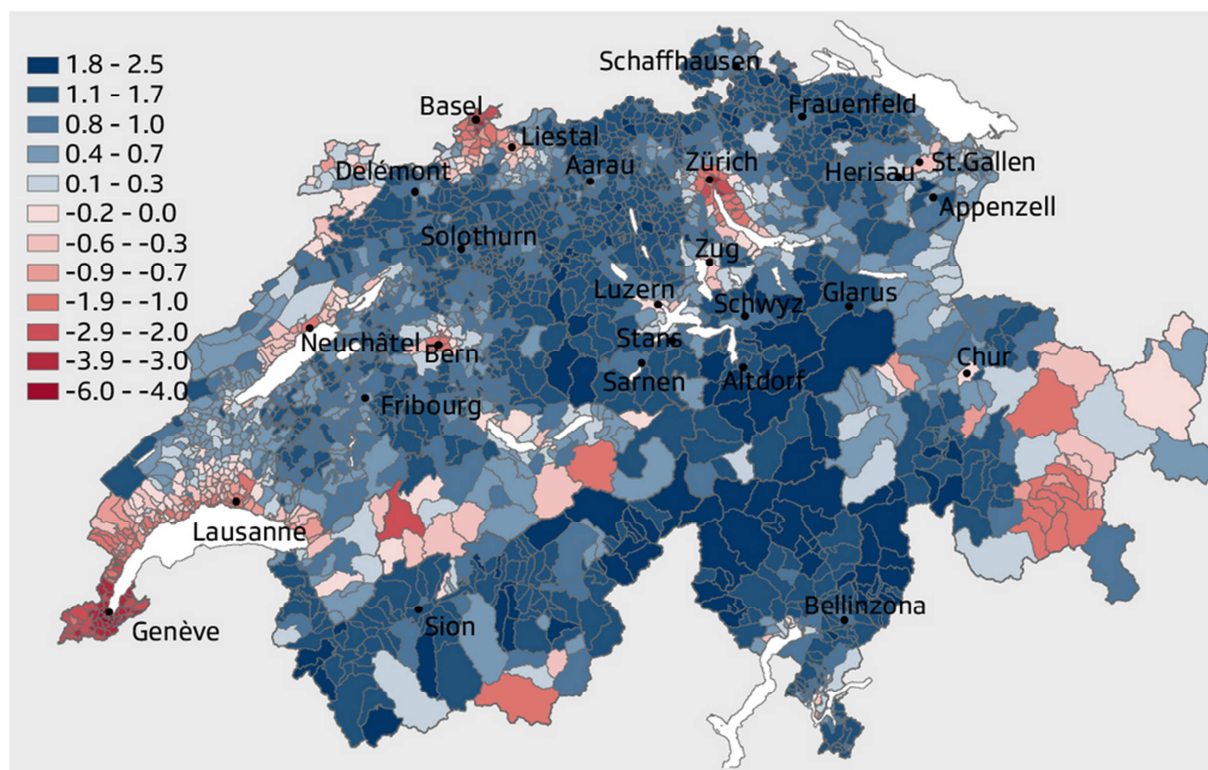 1.8 - 2.5
1.1 - 1.7
0.8 - 1.0
0.4 - 0.7
0.1 - 0.3
-0.2 - 0.0
-0.6 - -0.3
-0.9 - -0.7
-1.9 - -1.0
-2.9 - -2.0
-3.9 - -3.0
-6.0 - -4.0
Schaffhausen
Basel
Frauenfeld
Liestal
Delémont
Aarau
Zürich
Herisau
St.Gallen
Appenzell
Solothurn
Zug
Luzern
Schwyz
Glarus
Neuchâtel
Bern
Stans
Chur
Sarnen
Altdorf
Fribourg
Lausanne
Genève
Sion
Bellinzona